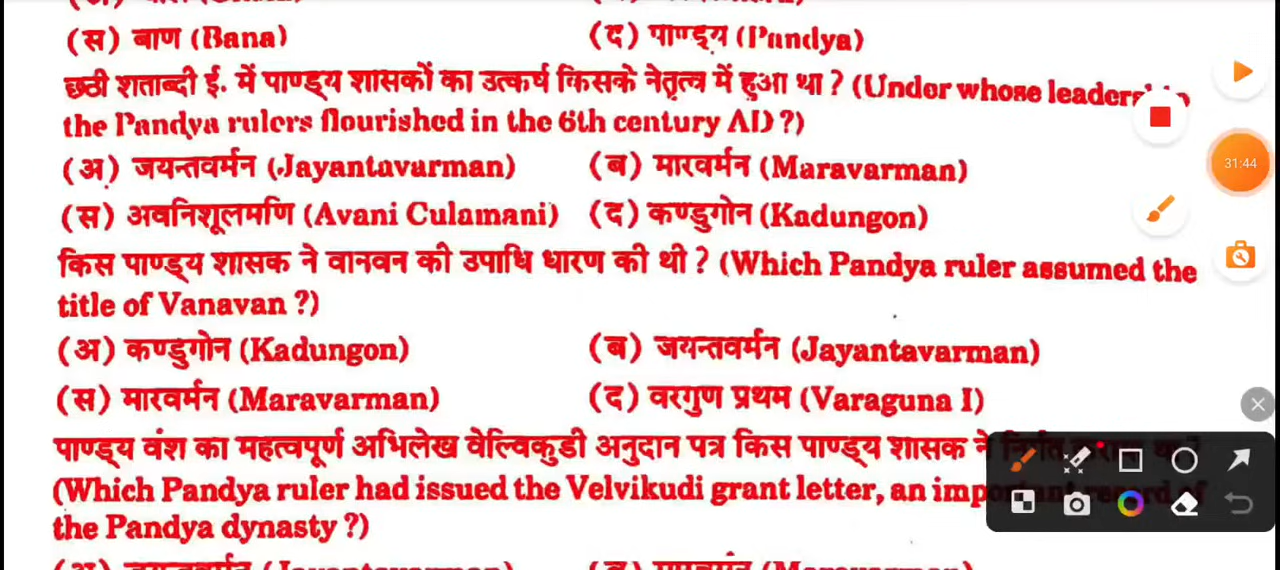 (स) बाण (Bana) (द) पाण्ड्य (Pandya)
छठी शताब्दी ई. में पाण्ड्य शासकों का उत्कर्ष किसके नेतृत्व में हुआ था ? (Under whose
the Pandya rulers flourished in the 6th century AD ?)
(अ) जयन्तवर्मन (Jayantavarman) (ब) मारवर्मन (Maravarman)
(स) अवनिशूलमणि (Avani Culamani) (द) कण्डुगोन (Kadungon)
किस पाण्ड्य शासक ने वानवन की उपाधि धारण की थी ? (Which Pandya ruler assumed the
title of Vanavan ?)
(अ) कण्डुगोन (Kadungon) (ब) जयन्तवर्मन (Jayantavarman)
(स) मारवर्मन (Maravarman) (द) वरगुण प्रथम (Varaguna I)
पाण्ड्य वंश का महत्वपूर्ण अभिलेख वेल्विकुडी अनुदान पत्र किस पाण्ड्य शासक ने
(Which Pandya ruler had issued the Velvikudi grant letter, an important record of
the Pandya dynasty ?)
31:44